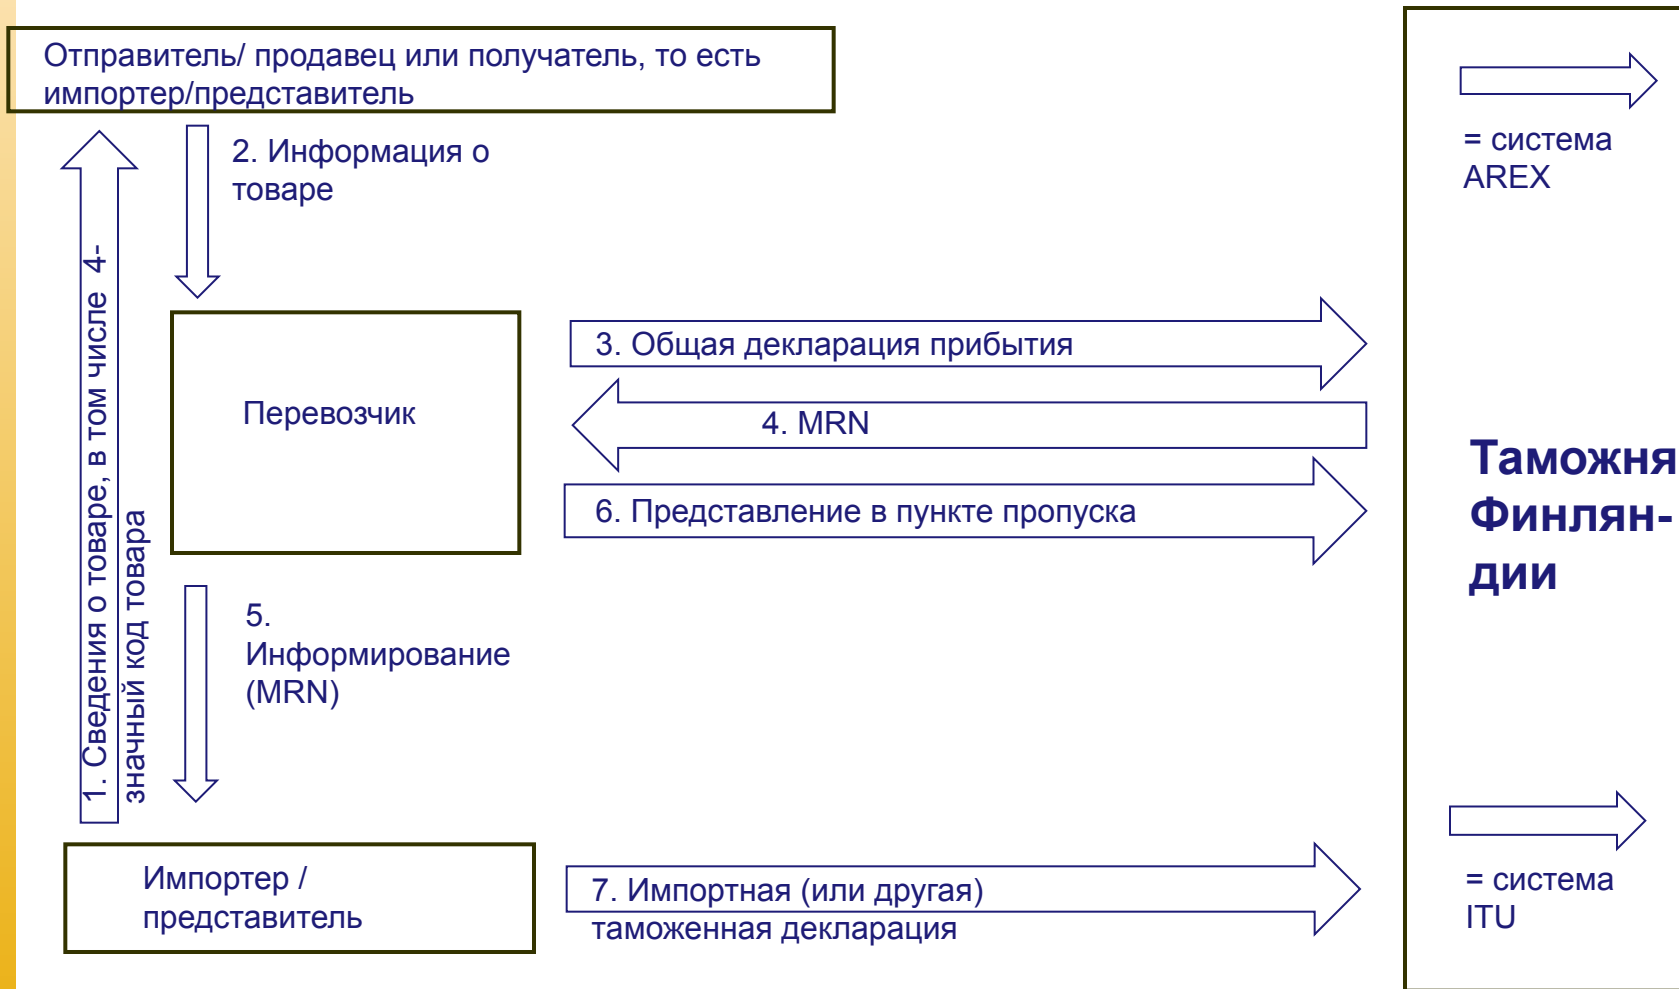 Отправитель/ продавец или получатель, то есть
импортер/представитель
= система
AREX
2. Информация о
товаре
1. Сведения о товаре, в том числе  4-
значный код товара
Перевозчик
3. Общая декларация прибытия
4. MRN
6. Представление в пункте пропуска
Таможня
Финлян-
дии
5.
Информирование
(MRN)
Импортер /
представитель
7. Импортная (или другая)
таможенная декларация
= система
ITU